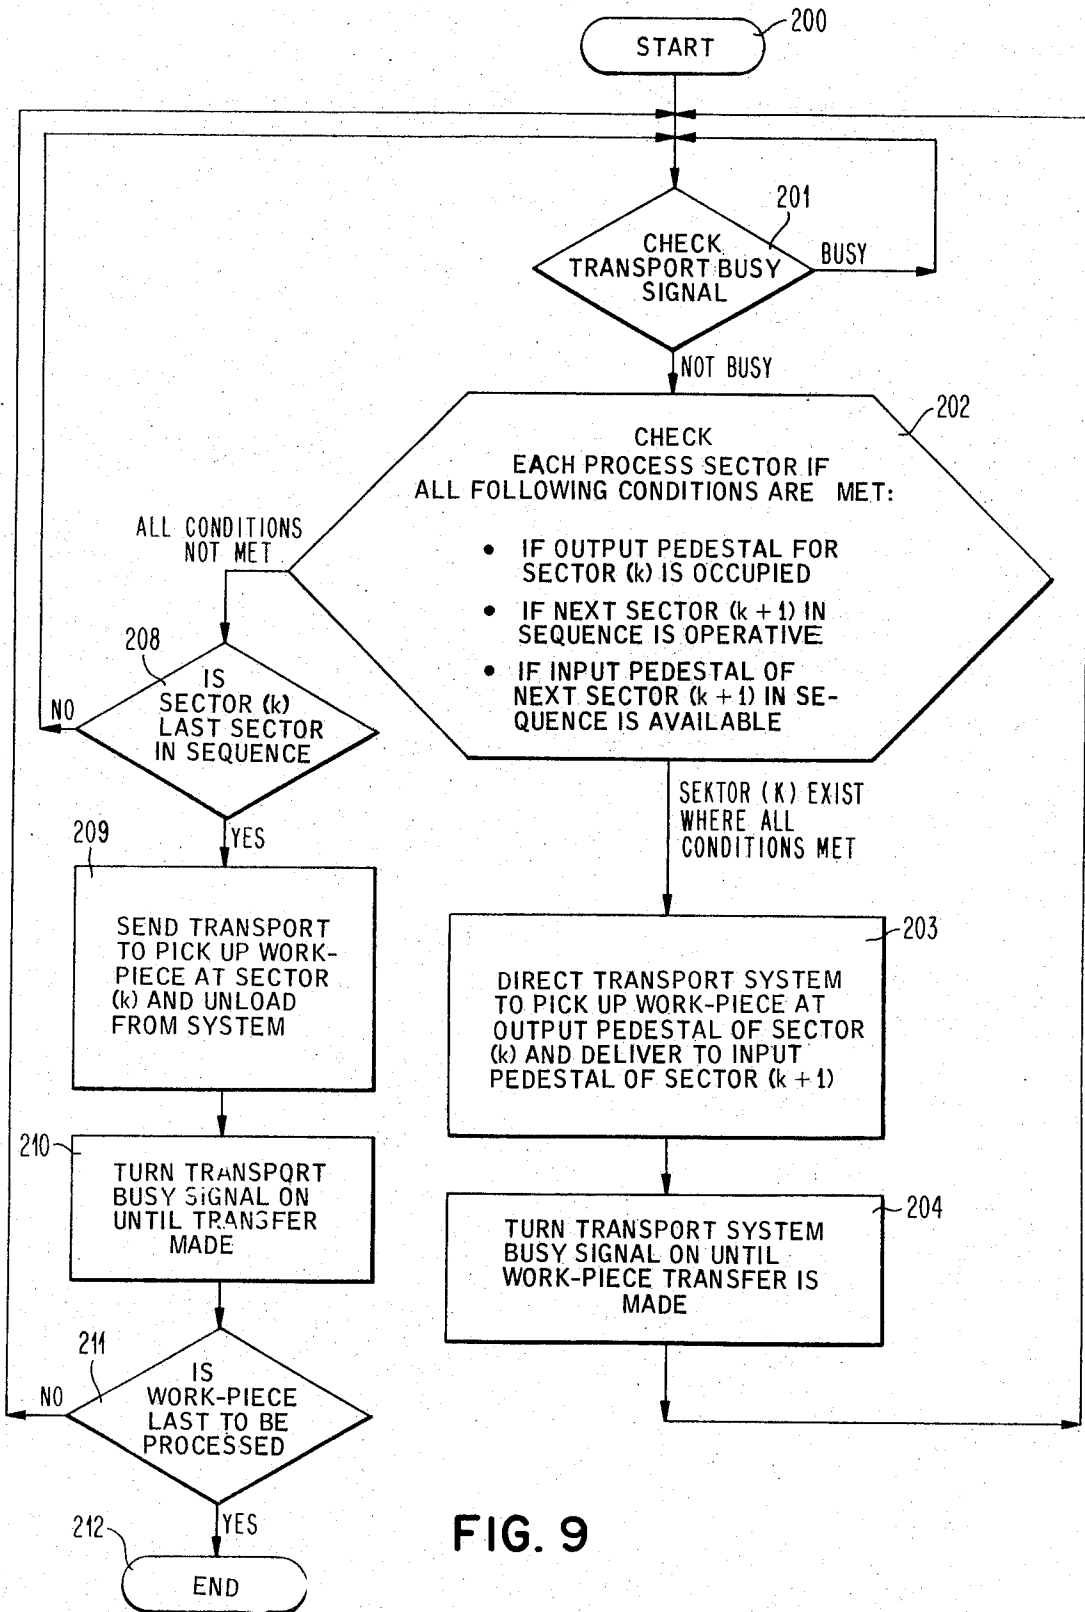 200
START
201
CHECK
TRANSPORT BUSY
SIGNAL
BUSY
NOT BUSY
202
CHECK
EACH PROCESS SECTOR IF
ALL FOLLOWING CONDITIONS ARE MET:
• IF OUTPUT PEDESTAL FOR
SECTOR (k) IS OCCUPIED
• IF NEXT SECTOR (k + 1) IN
SEQUENCE IS OPERATIVE
• IF INPUT PEDESTAL OF
NEXT SECTOR (k + 1) IN SE-
QUENCE IS AVAILABLE
ALL CONDITIONS
NOT MET
208
IS
SECTOR (k)
LAST SECTOR
IN SEQUENCE
NO
YES
SEKTOR (K) EXIST
WHERE ALL
CONDITIONS MET
209
SEND TRANSPORT
TO PICK UP WORK-
PIECE AT SECTOR
(k) AND UNLOAD
FROM SYSTEM
203
DIRECT TRANSPORT SYSTEM
TO PICK UP WORK-PIECE AT
OUTPUT PEDESTAL OF SECTOR
(k) AND DELIVER TO INPUT
PEDESTAL OF SECTOR (k + 1)
210
TURN TRANSPORT
BUSY SIGNAL ON
UNTIL TRANSFER
MADE
204
TURN TRANSPORT SYSTEM
BUSY SIGNAL ON UNTIL
WORK-PIECE TRANSFER IS
MADE
211
IS
WORK-PIECE
LAST TO BE
PROCESSED
NO
YES
212
END
FIG. 9